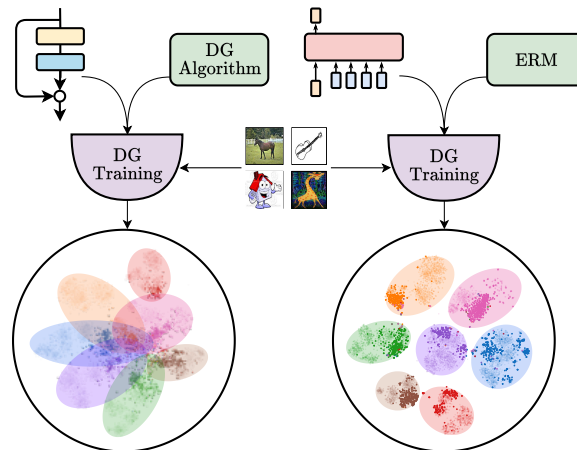 DG
Algorithm
ERM
DG
Training
DG
Training